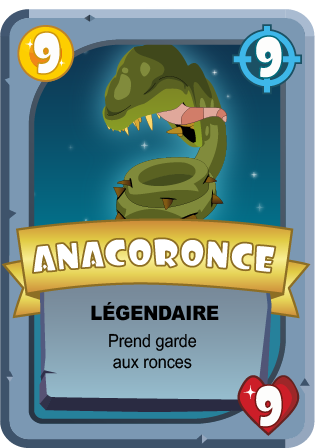 9 9
ANACORONCE
LÉGENDAIRE
Prend garde
aux ronces
9